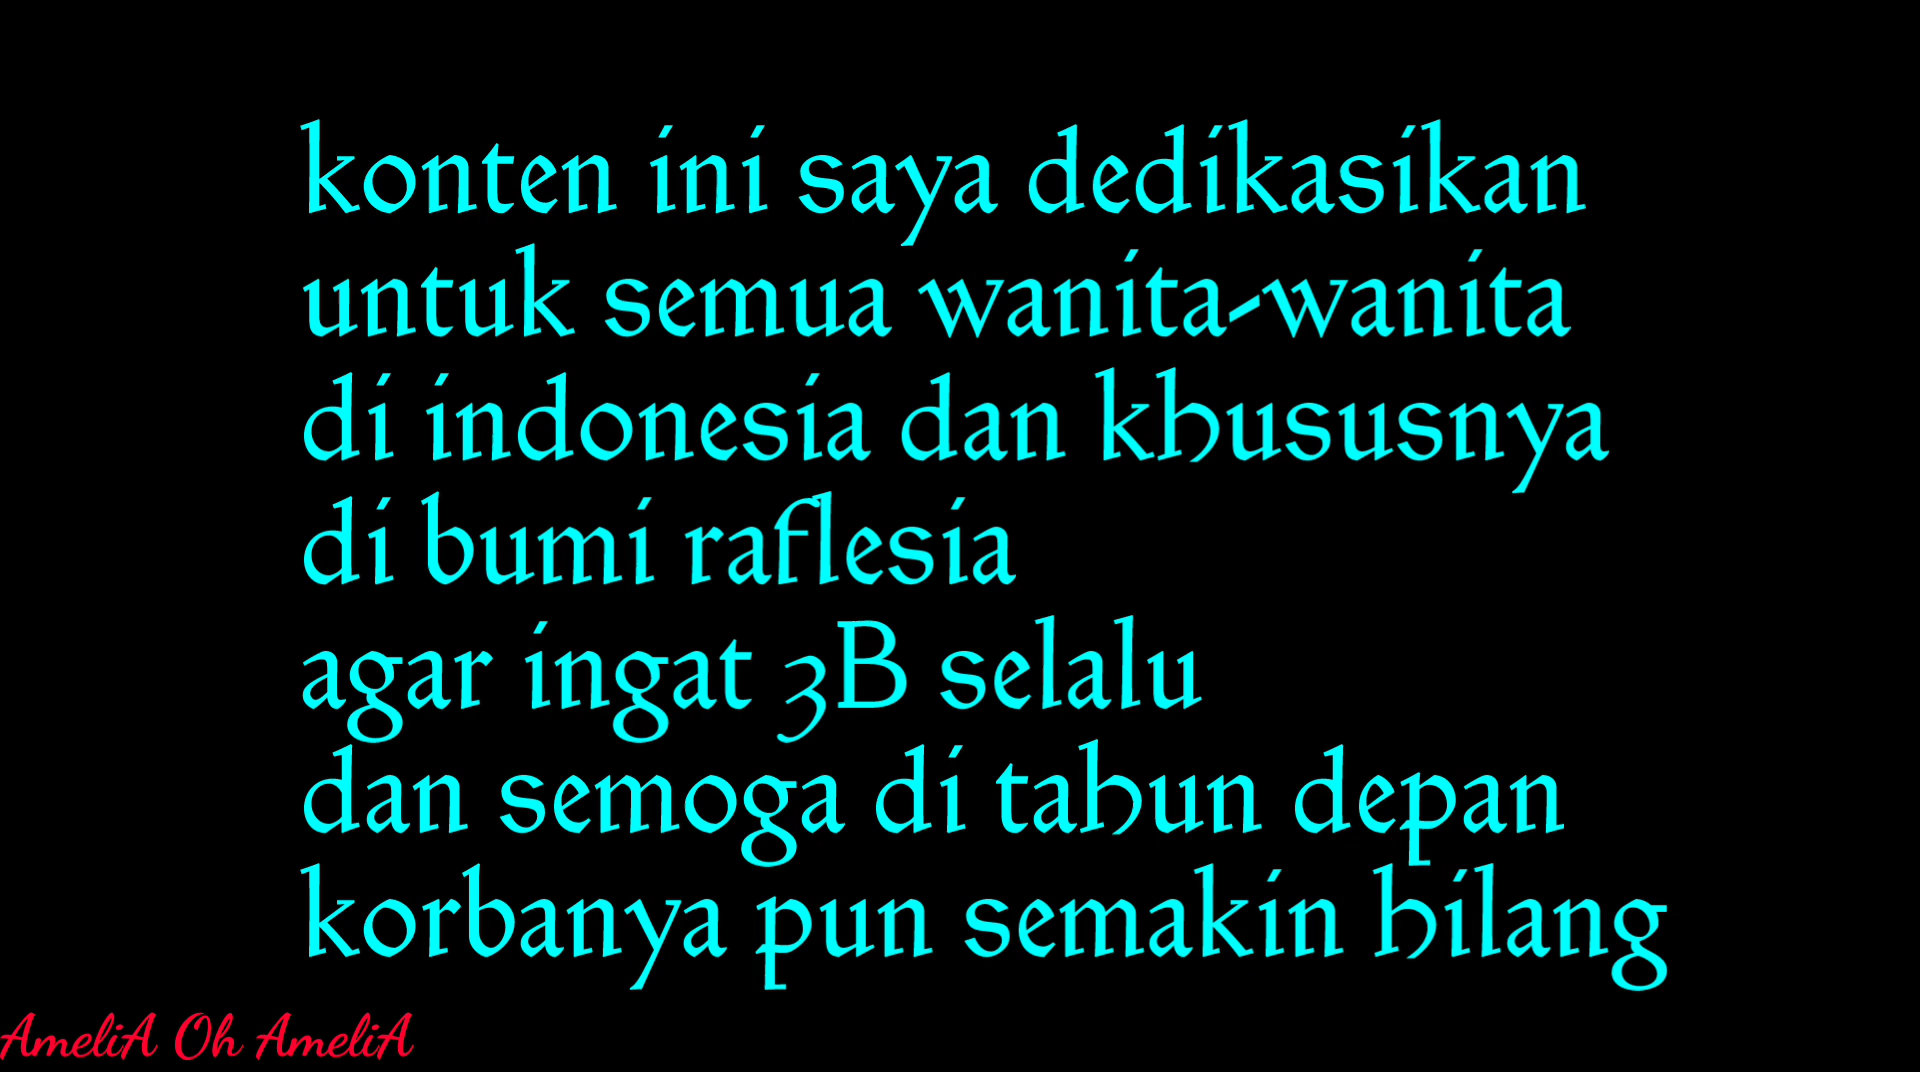 konten ini saya dedikasikan
untuk semua wanita-wanita
di indonesia dan khususnya
di bumi raflesia
agar ingat 3B selalu
dan semoga di tahun depan
korbanya pun semakin hilang
AmeliA Oh AmeliA